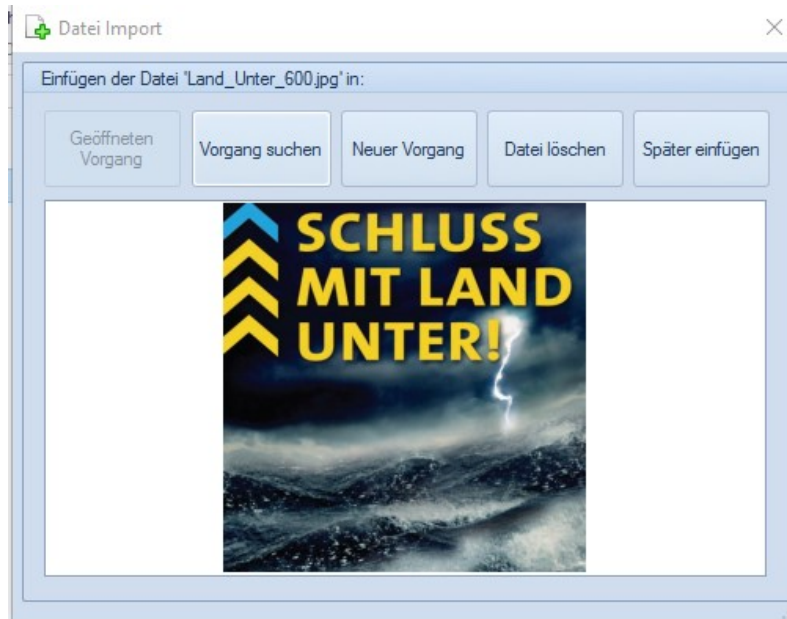 Datei Import
Einfügen der Datei 'Land_Unter_600.jpg' in:
Geöffneten
Vorgang
Vorgang suchen
Neuer Vorgang
Datei löschen
Später einfügen
SCHLUSS
MIT LAND
UNTER!